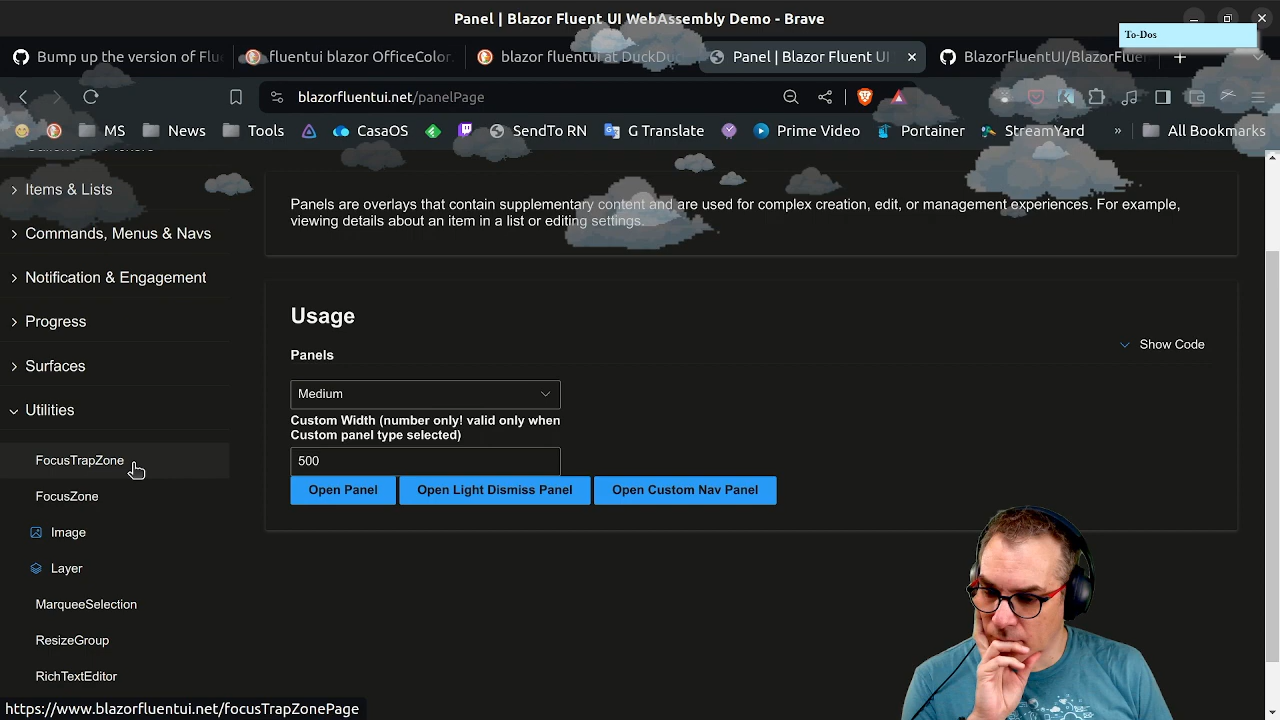 Panel | Blazor Fluent UI WebAssembly Demo - Brave
To-Dos
Bump up the version of Flue
fluentui blazor OfficeColor.
blazor fluentui at DuckDu
Panel | Blazor Fluent UI
BlazorFluentUI/BlazorFluen
blazorfluentui.net/panelPage
MS
News
Tools
CasaOS
SendTo RN
G Translate
Prime Video
Portainer
StreamYard
»
All Bookmarks
Items & Lists
Commands, Menus & Navs
Notification & Engagement
Progress
Surfaces
Utilities
FocusTrapZone
FocusZone
Image
Layer
MarqueeSelection
ResizeGroup
RichTextEditor
Panels are overlays that contain supplementary content and are used for complex creation, edit, or management experiences. For example,
viewing details about an item in a list or editing settings.
Usage
Show Code
Panels
Medium
Custom Width (number only! valid only when
Custom panel type selected)
500
Open Panel
Open Light Dismiss Panel
Open Custom Nav Panel
https://www.blazorfluentui.net/focusTrapZonePage